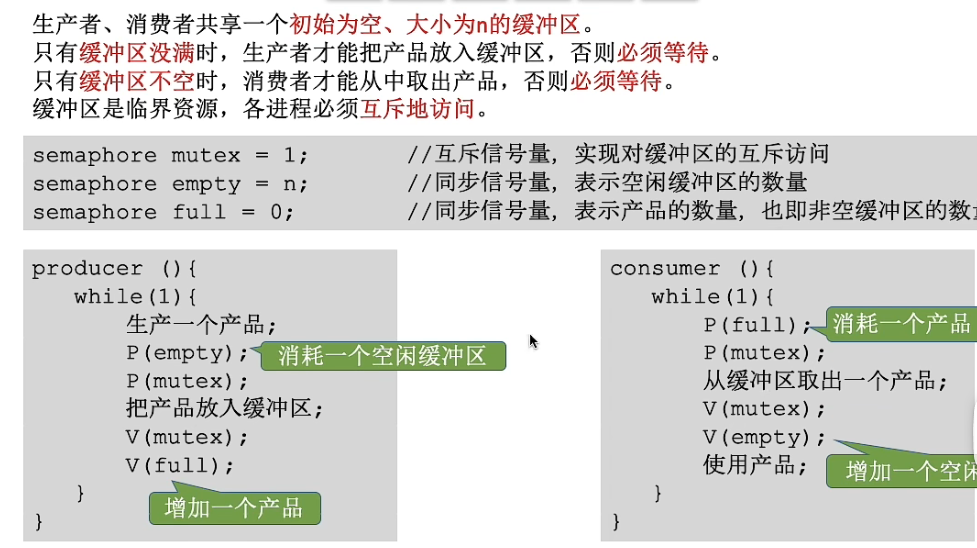 生产者、消费者共享一个初始为空、大小为n的缓冲区。
只有缓冲区没满时，生产者才能把产品放入缓冲区，否则必须等待。
只有缓冲区不空时，消费者才能从中取出产品，否则必须等待。
缓冲区是临界资源，各进程必须互斥地访问。
semaphore mutex = 1; //互斥信号量，实现对缓冲区的互斥访问
semaphore empty = n; //同步信号量，表示空闲缓冲区的数量
semaphore full = 0; //同步信号量，表示产品的数量，也即非空缓冲区的数
producer (){
while(1){
生产一个产品;
P(empty);
消耗一个空闲缓冲区
P(mutex);
把产品放入缓冲区;
V(mutex);
V(full);
增加一个产品
}
}
consumer (){
while(1){
P(full);
消耗一个产品
P(mutex);
从缓冲区取出一个产品;
V(mutex);
V(empty);
增加一个空闲
使用产品;
}
}